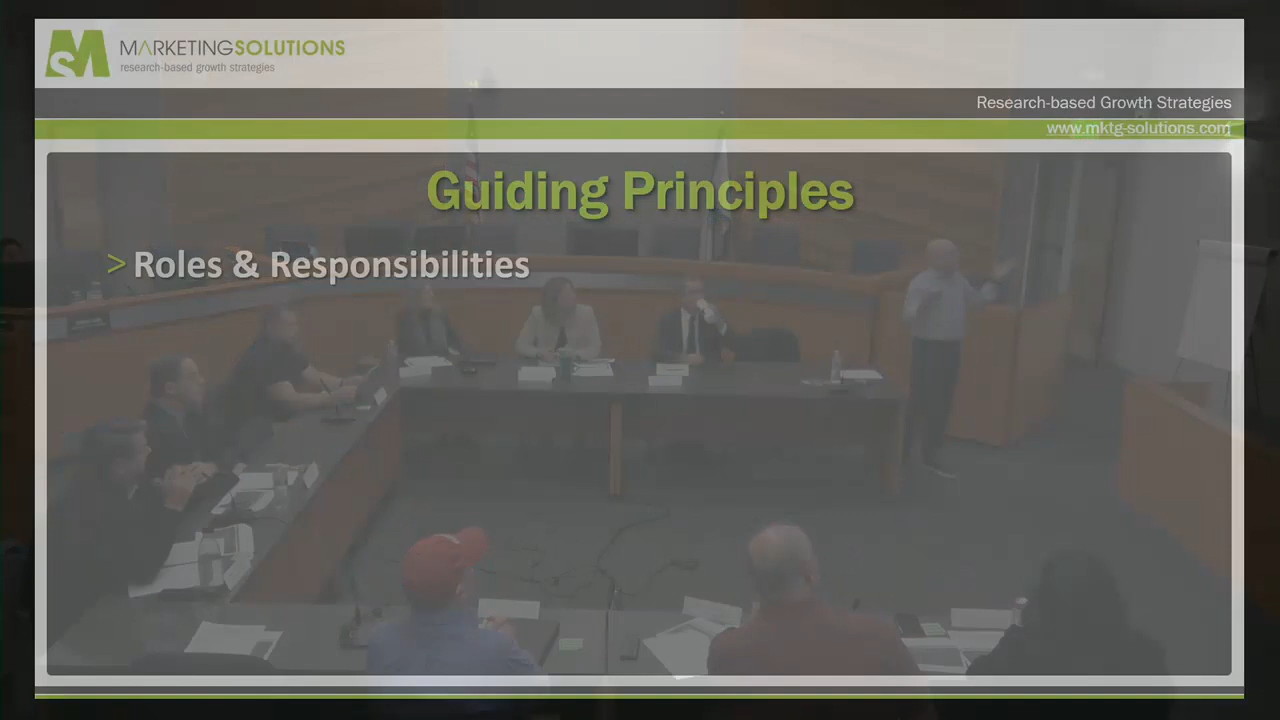 MARKETINGSOLUTIONS
research-based growth strategies
Research-based Growth Strategies
www.mktg-solutions.com
Guiding Principles
> Roles & Responsibilities